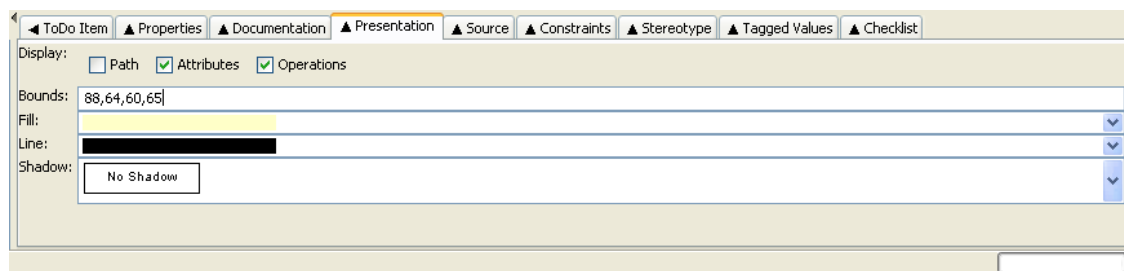 ToDo Item Properties Documentation Presentation Source Constraints Stereotype Tagged Values Checklist
Display: Path Attributes Operations
Bounds: 88,64,60,65
Fill:
Line:
Shadow: No Shadow